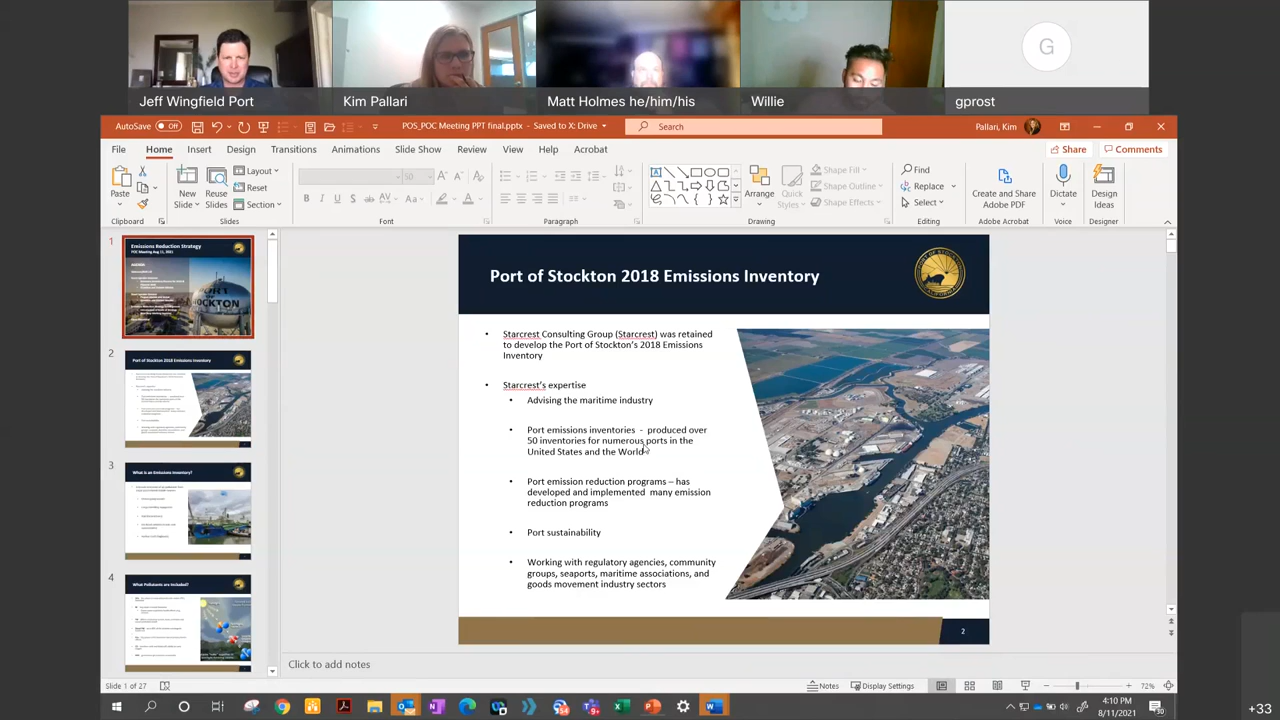 Jeff Wingfield Port
Kim Pallari
Matt Holmes he/him/his
Willie
G
gprost
AutoSave
Off
POS_POC Meeting PPT final.pptx - Saved to X: Drive
Search
Pallari, Kim
File
Home
Insert
Design
Transitions
Animations
Slide Show
Review
View
Help
Acrobat
Share
Comments
Paste
New
Slide
Reuse
Slides
Layout
Reset
Section
50
Arrange
Quick
Styles
Shape Fill
Shape Outline
Shape Effects
Find
Replace
Select
Create and Share
Adobe PDF
Dictate
Design
Ideas
Clipboard
Slides
Font
Paragraph
Drawing
Editing
Adobe Acrobat
Voice
Designer
1
Emissions Reduction Strategy
POC Meeting Aug 11, 2021
AGENDA
2
Port of Stockton 2018 Emissions Inventory
3
What is an Emissions Inventory?
4
What Pollutants are Included?
Port of Stockton 2018 Emissions Inventory
• Starcrest Consulting Group (Starcrest) was retained
to develop the Port of Stockton's 2018 Emissions
Inventory
• Starcrest's expertise
• Advising the maritime industry
• Port emissions inventories - produced over
50 inventories for numerous ports in the
United States and the World
• Port emission reduction programs – has
developed and implemented many emission
reduction programs
• Port sustainability
• Working with regulatory agencies, community
groups, seaports, maritime associations, and
goods movement industry sectors
2
Click to add notes
Slide 1 of 27
Notes
Display Settings
72%
4:10 PM
8/11/2021
+33